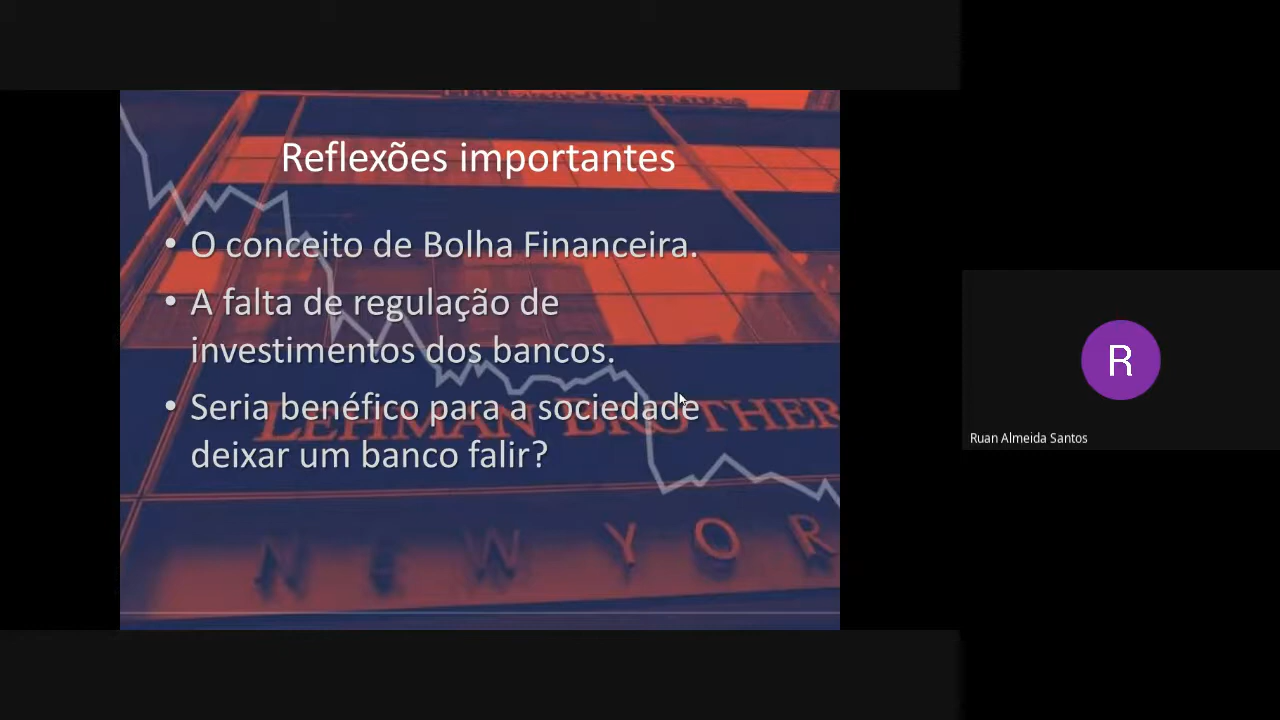 Reflexões importantes
• O conceito de Bolha Financeira.
• A falta de regulação de
investimentos dos bancos.
• Seria benéfico para a sociedade
LEHMAN BROTHER
deixar um banco falir?
NEW YOR
R
Ruan Almeida Santos